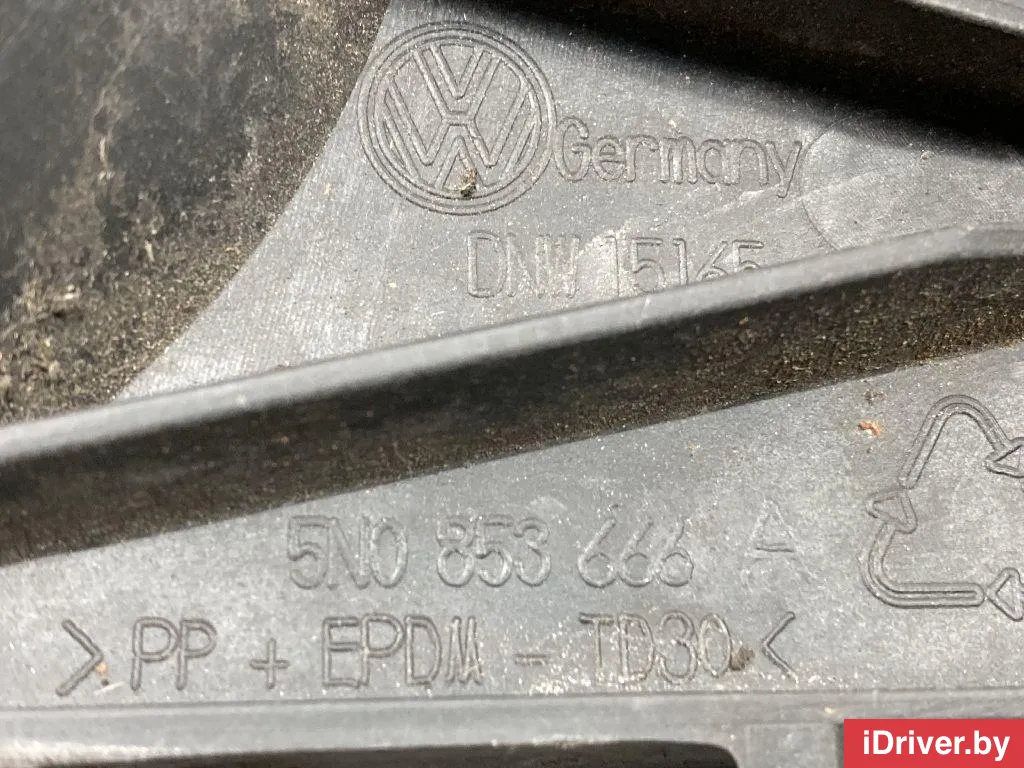 Germany
DNW 15165
5N0 853 666 A
>PP + EPDM - TD30<
iDriver.by